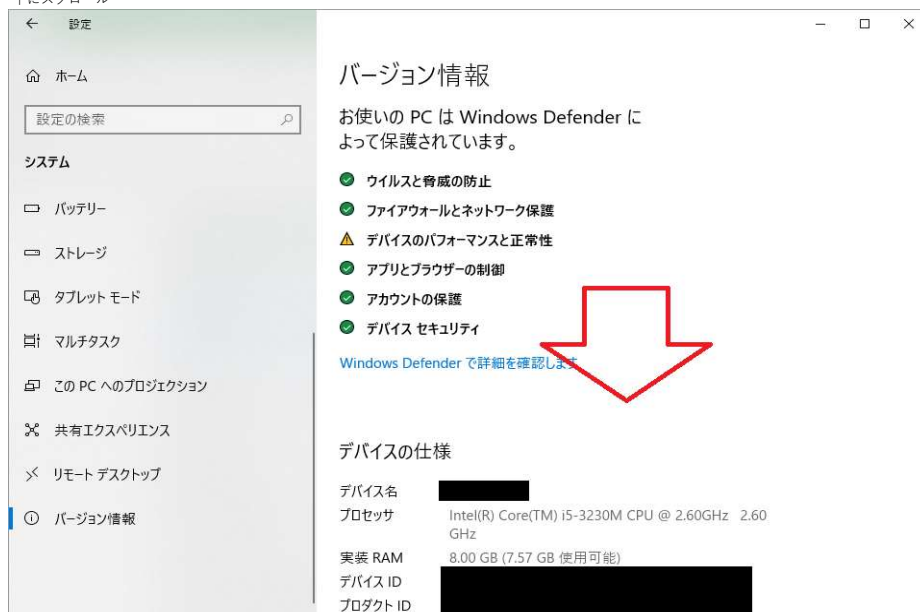 下にスクロール
設定
ホーム
設定の検索
システム
バッテリー
ストレージ
タブレット モード
マルチタスク
この PC へのプロジェクション
共有エクスペリエンス
リモート デスクトップ
バージョン情報
バージョン情報
お使いの PC は Windows Defender に
よって保護されています。
ウイルスと脅威の防止
ファイアウォールとネットワーク保護
デバイスのパフォーマンスと正常性
アプリとブラウザーの制御
アカウントの保護
デバイス セキュリティ
Windows Defender で詳細を確認します
デバイスの仕様
デバイス名
プロセッサ Intel(R) Core(TM) i5-3230M CPU @ 2.60GHz 2.60
GHz
実装 RAM 8.00 GB (7.57 GB 使用可能)
デバイス ID
プロダクト ID